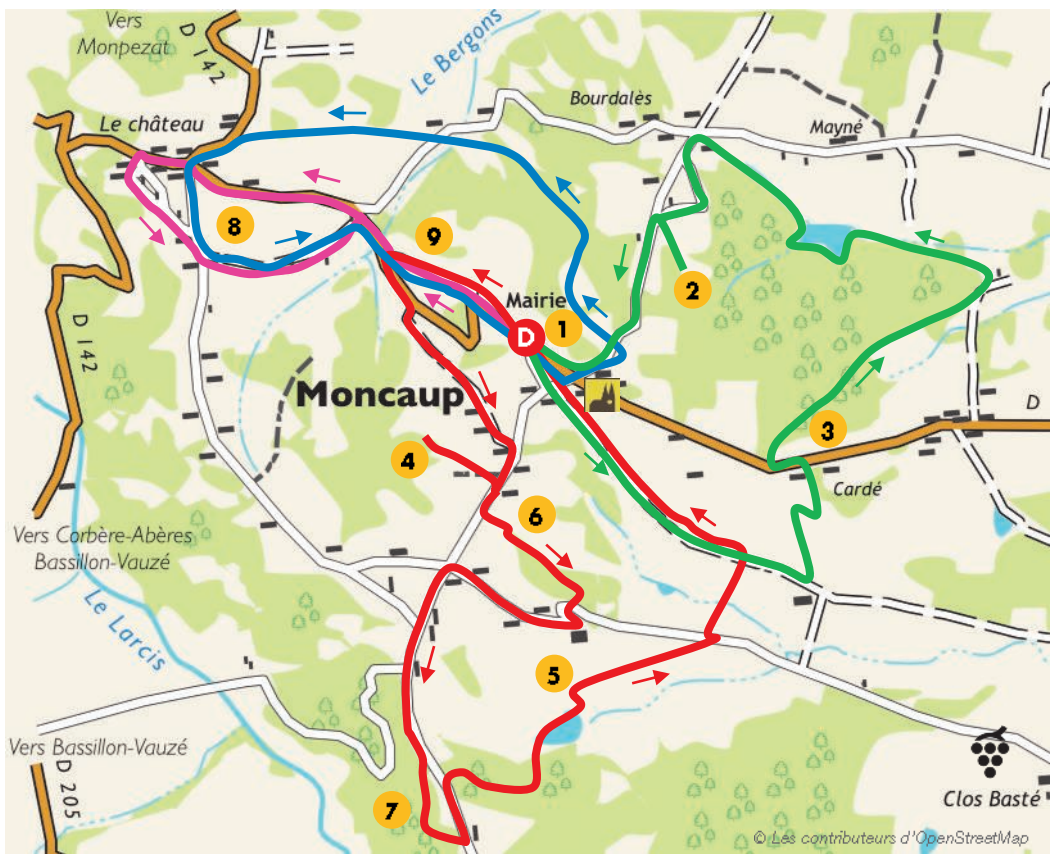 Vers
Monpezat
D 142
Le Bergons
Bourdalès
Mayné
Le château
8
9
2
Mairie
1
D
D 142
Moncaup
D
3
4
Cardé
6
Vers Corbère-Abères
Bassillon-Vauzé
Le Larcis
5
Vers Bassillon-Vauzé
D 205
7
Clos Basté
© Les contributeurs d'OpenStreetMap